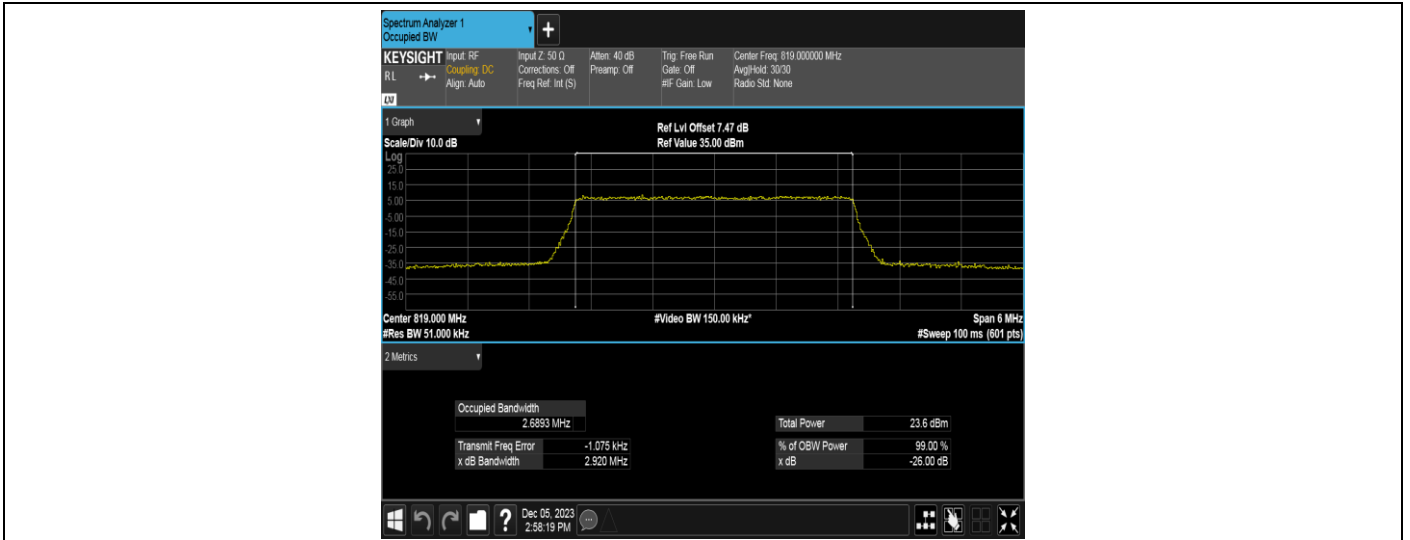 Spectrum Analyzer 1
Occupied BW
+
KEYSIGHT Input: RF Input Z: 50 Ω Atten: 40 dB Trig: Free Run Center Freq: 819.000000 MHz
RL Coupling: DC Corrections: Off Preamp: Off Gate: Off Avg|Hold: 30/30
Align: Auto Freq Ref: Int (S) #IF Gain: Low Radio Std: None
LXI
1 Graph Ref Lvl Offset 7.47 dB
Scale/Div 10.0 dB Ref Value 35.00 dBm
Log
25.0
15.0
5.00
-5.00
-15.0
-25.0
-35.0
-45.0
-55.0
Center 819.000 MHz #Video BW 150.00 kHz* Span 6 MHz
#Res BW 51.000 kHz #Sweep 100 ms (601 pts)
2 Metrics
Occupied Bandwidth
2.6893 MHz Total Power 23.6 dBm
Transmit Freq Error -1.075 kHz % of OBW Power 99.00 %
x dB Bandwidth 2.920 MHz x dB -26.00 dB
? Dec 05, 2023
2:58:19 PM